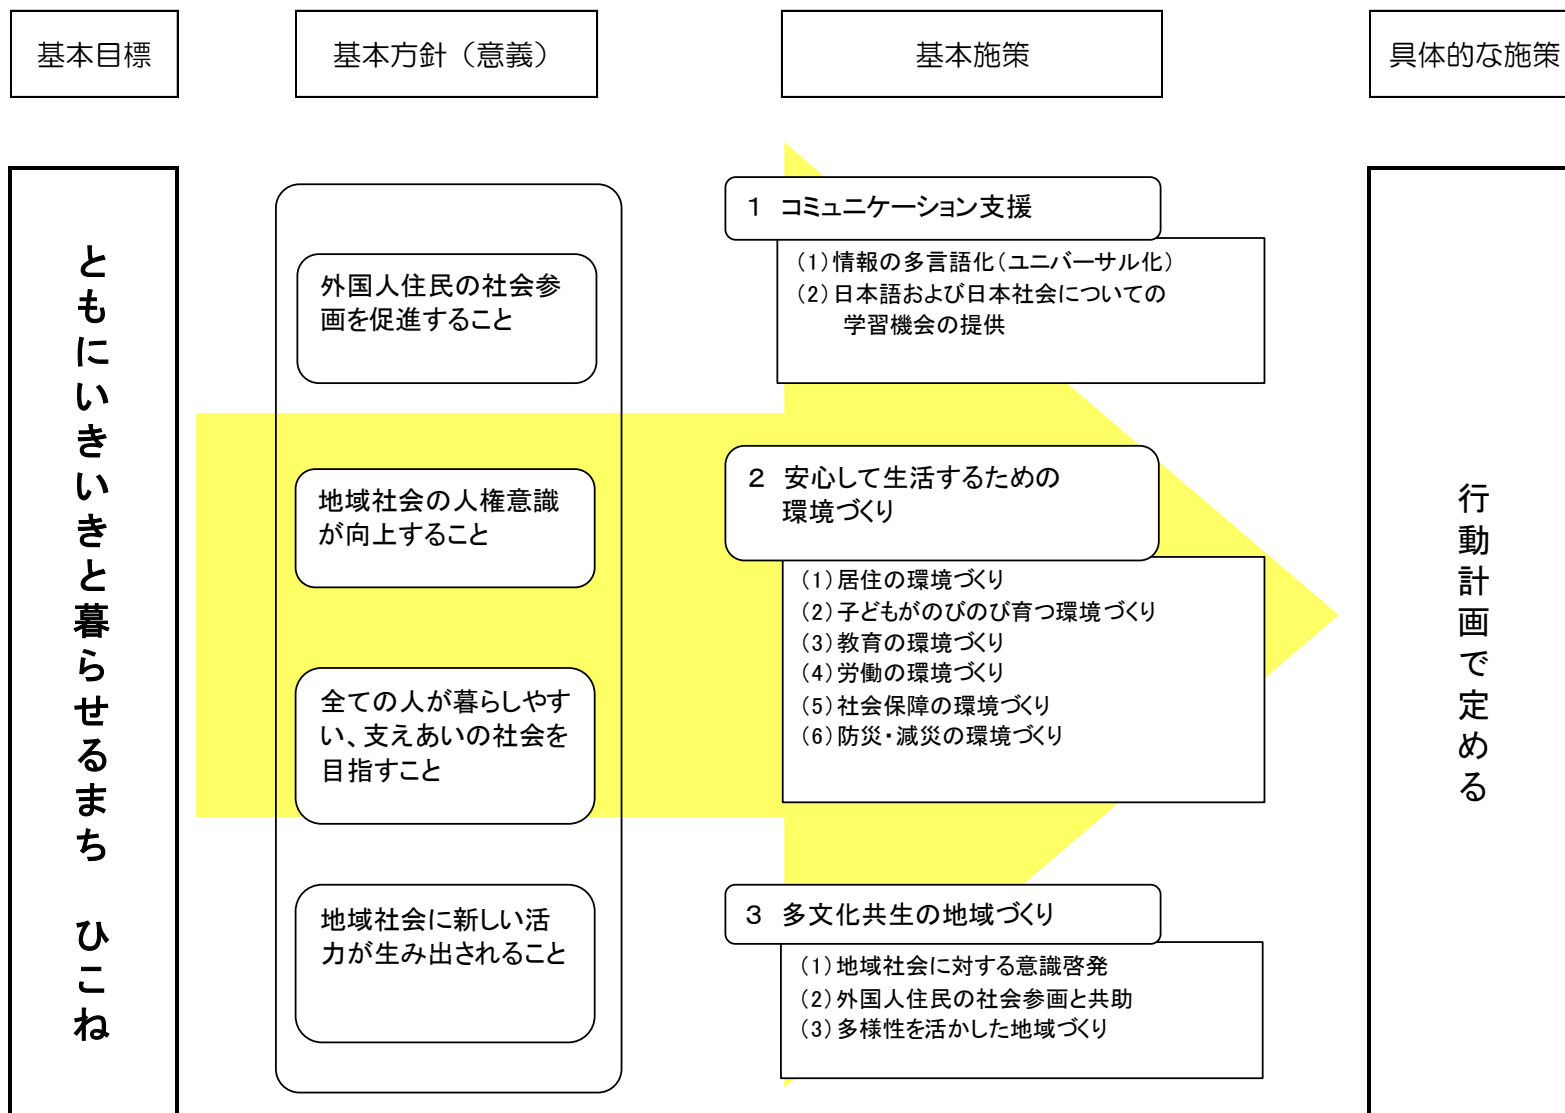 基本目標
基本方針（意義）
基本施策
具体的な施策
ともにいきいきと暮らせるまち　ひこね
外国人住民の社会参
画を促進すること
地域社会の人権意識
が向上すること
全ての人が暮らしやす
い、支えあいの社会を
目指すこと
地域社会に新しい活
力が生み出されること
１　コミュニケーション支援
（1）情報の多言語化（ユニバーサル化）
（2）日本語および日本社会についての
学習機会の提供
２　安心して生活するための
環境づくり
（1）居住の環境づくり
（2）子どもがのびのび育つ環境づくり
（3）教育の環境づくり
（4）労働の環境づくり
（5）社会保障の環境づくり
（6）防災・減災の環境づくり
３　多文化共生の地域づくり
（1）地域社会に対する意識啓発
（2）外国人住民の社会参画と共助
（3）多様性を活かした地域づくり
行動計画で定める